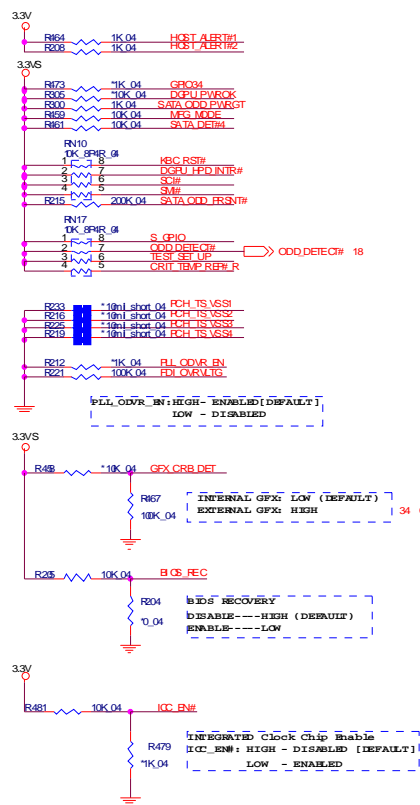 3.3V
R464 1K_04 HOST_ALERT#1
R208 1K_04 HOST_ALERT#2
3.3VS
R473 *1K_04 GPIO34
R305 *10K_04 DGPU_PWROK
R300 1K_04 SATA_ODD_PWRGT
R459 10K_04 MFG_MODE
R461 10K_04 SATA_DET#4
RN10
10K_8P4R_04
1 8 KBC_RST#
2 7 DGPU_HPD_INTR#
3 6 SCI#
4 5 SMI#
R215 200K_04 SATA_ODD_PRSNT#
RN17
10K_8P4R_04
1 8 S_GPIO
2 7 ODD_DETECT# ODD_DETECT# 18
3 6 TEST_SET_UP
4 5 CRIT_TEMP_REP#_R
R233 *10mil_short_04 PCH_TS_VSS1
R216 *10mil_short_04 PCH_TS_VSS2
R225 *10mil_short_04 PCH_TS_VSS3
R219 *10mil_short_04 PCH_TS_VSS4
R212 *1K_04 PLL_ODVR_EN
R221 100K_04 FDI_OVRVLTG
PLL_ODVR_EN:HIGH- ENABLED[DEFAULT]
LOW - DISABLED
3.3VS
R458 *10K_04 GFX_CRB_DET
R467
100K_04
INTERNAL GFX: LOW (DEFAULT)
EXTERNAL GFX: HIGH
34
R205 10K_04 BIOS_REC
R204
*0_04
BIOS RECOVERY
DISABLE----HIGH (DEFAULT)
ENABLE-----LOW
3.3V
R481 10K_04 ICC_EN#
R479
*1K_04
INTEGRATED Clock Chip Enable
ICC_EN#: HIGH - DISABLED [DEFAULT]
LOW - ENABLED